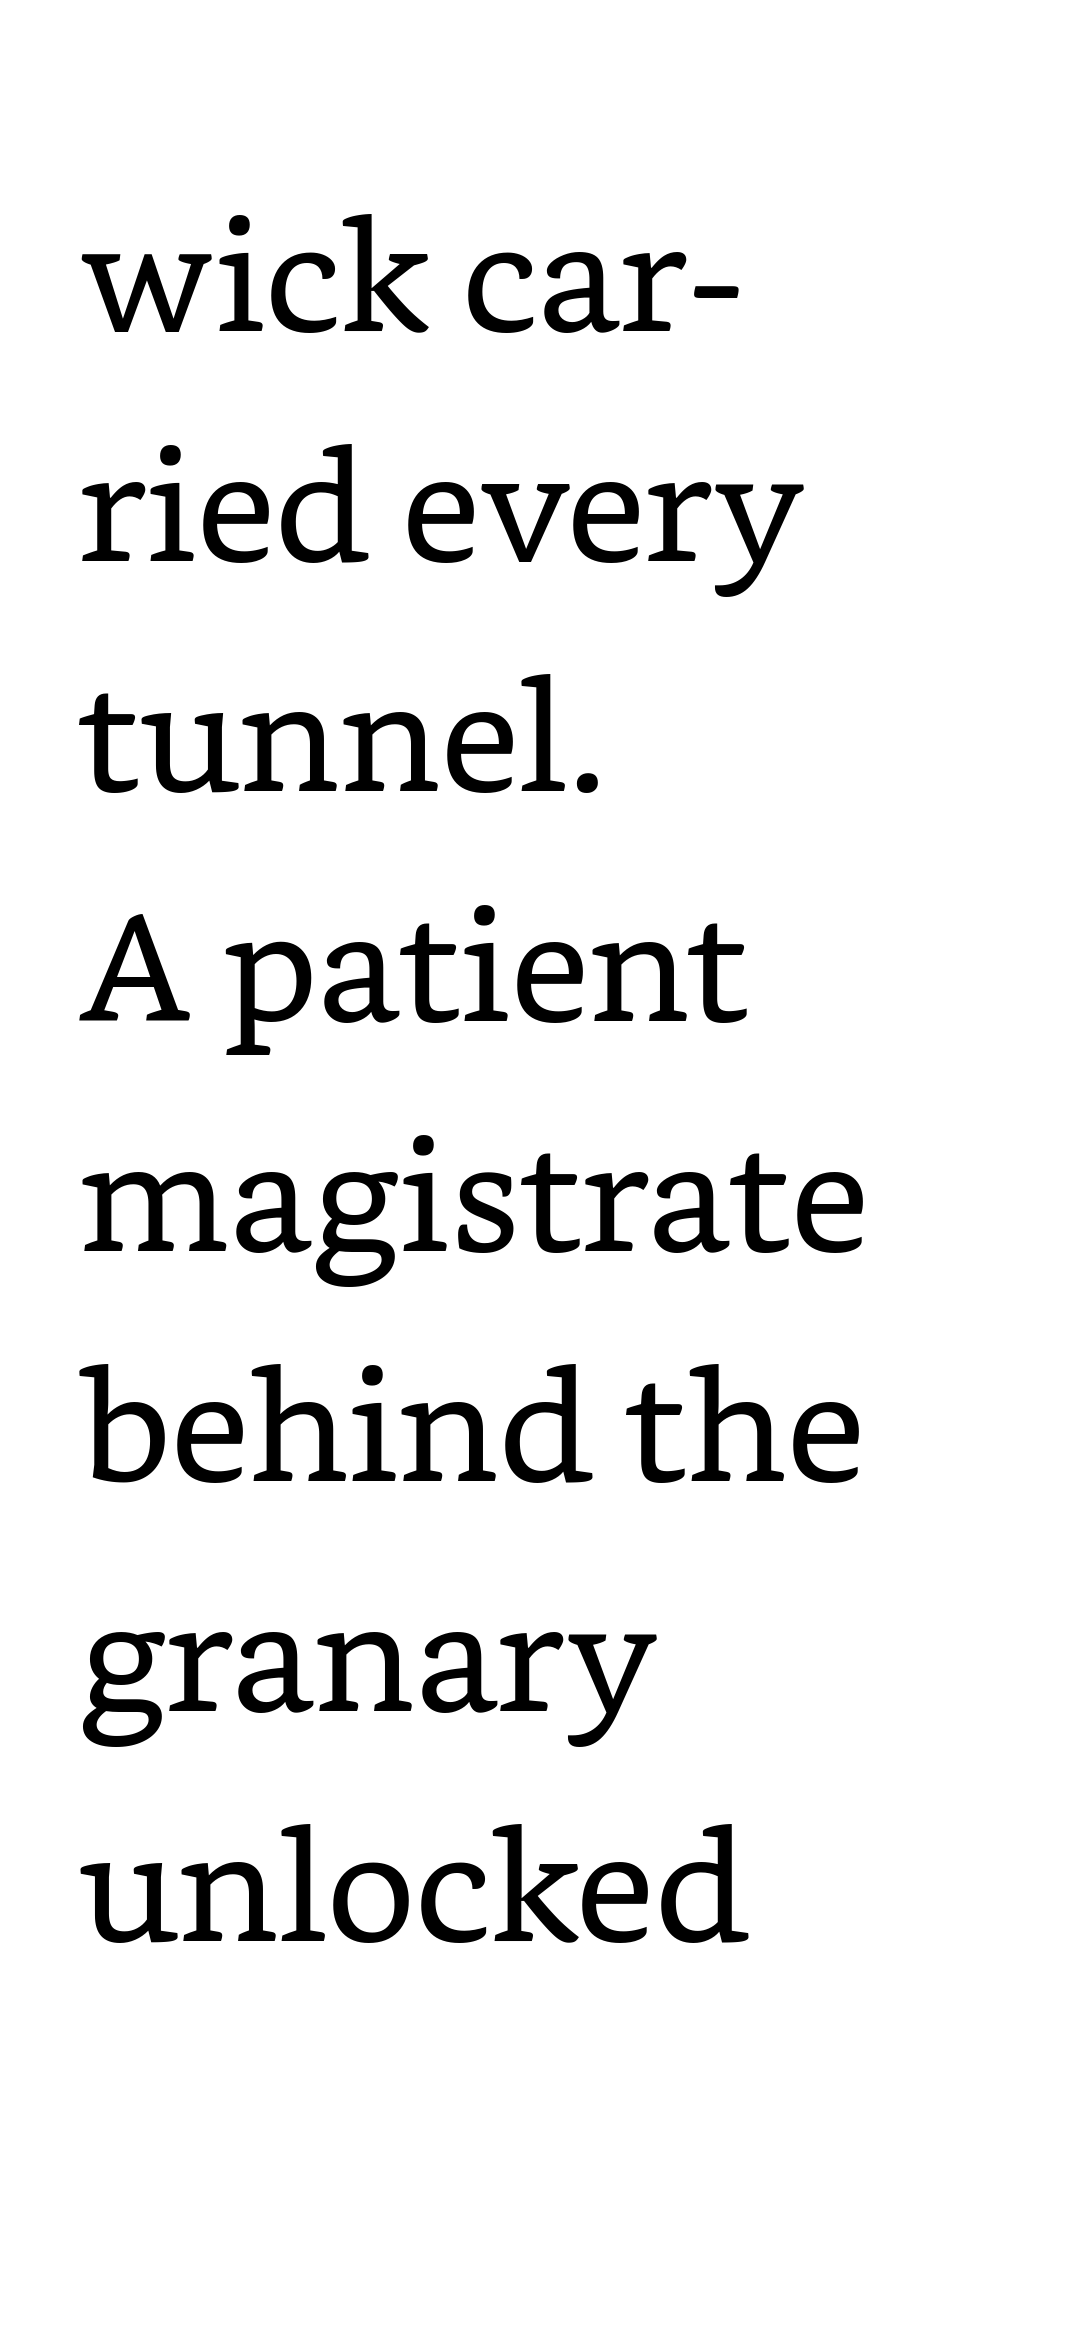 wick car-
ried every
tunnel.
A patient
magistrate
behind the
granary
unlocked